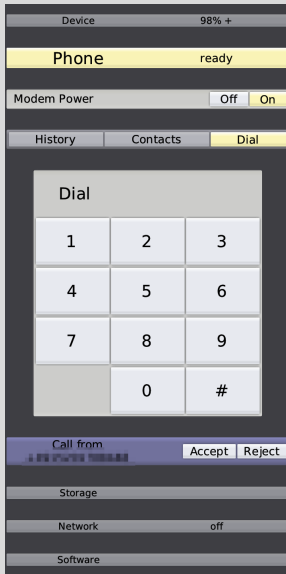 Device 98% +
Phone ready
Modem Power Off On
History Contacts Dial
Dial
1 2 3
4 5 6
7 8 9
0 #
Call from
Accept Reject
Storage
Network off
Software